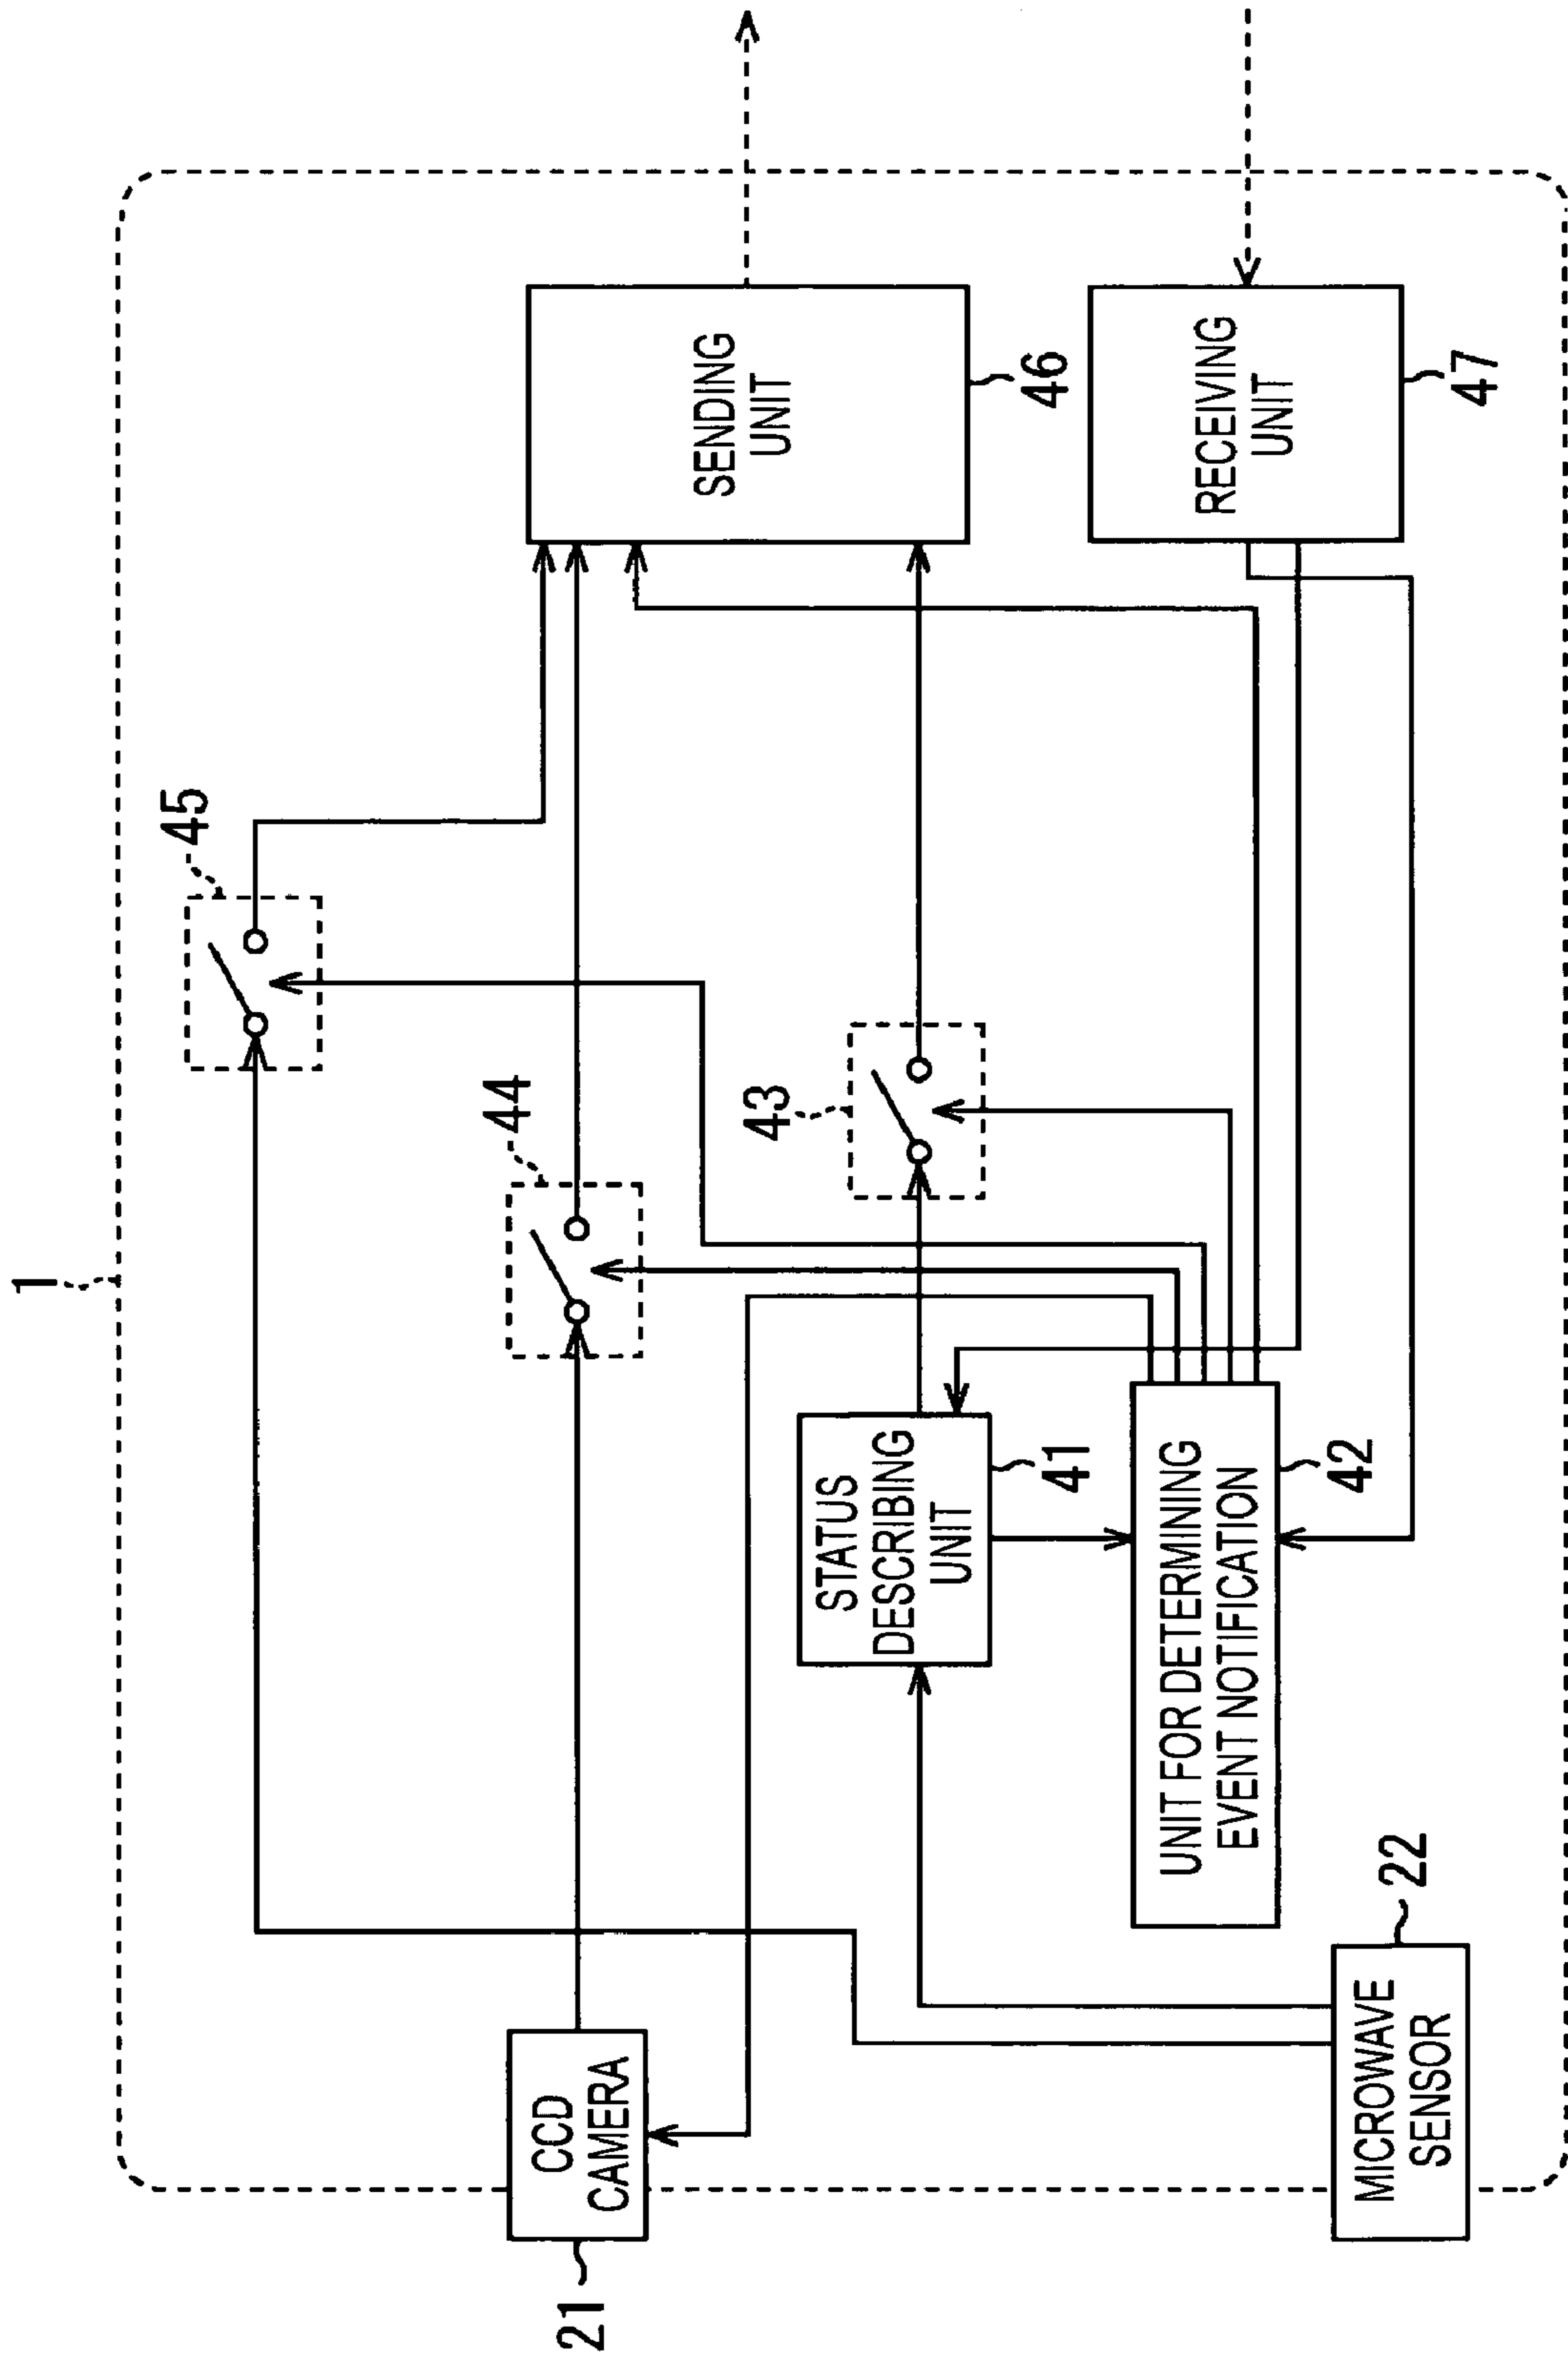 1
45
44
43
SENDING
UNIT
46
RECEIVING
UNIT
47
STATUS
DESCRIBING
UNIT
41
UNIT FOR DETERMINING
EVENT NOTIFICATION
42
CCD
CAMERA
21
MICROWAVE
SENSOR
22